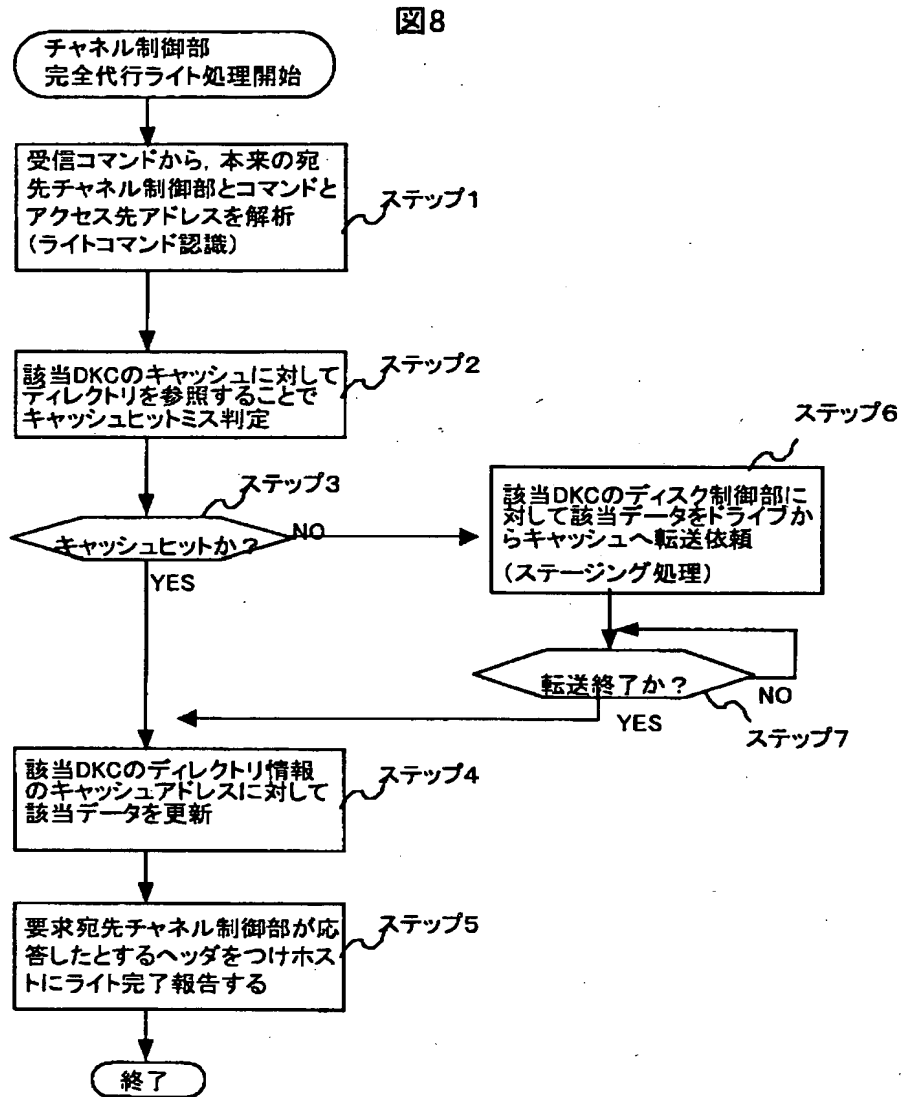 図8
チャネル制御部
完全代行ライト処理開始
受信コマンドから，本来の宛
先チャネル制御部とコマンドと
アクセス先アドレスを解析
（ライトコマンド認識）
ステップ1
該当DKCのキャッシュに対して
ディレクトリを参照することで
キャッシュヒットミス判定
ステップ2
ステップ3
キャッシュヒットか？
NO
YES
ステップ6
該当DKCのディスク制御部に
対して該当データをドライブか
らキャッシュへ転送依頼
（ステージング処理）
転送終了か？
NO
YES
ステップ7
該当DKCのディレクトリ情報
のキャッシュアドレスに対して
該当データを更新
ステップ4
要求宛先チャネル制御部が応
答したとするヘッダをつけホス
トにライト完了報告する
ステップ5
終了